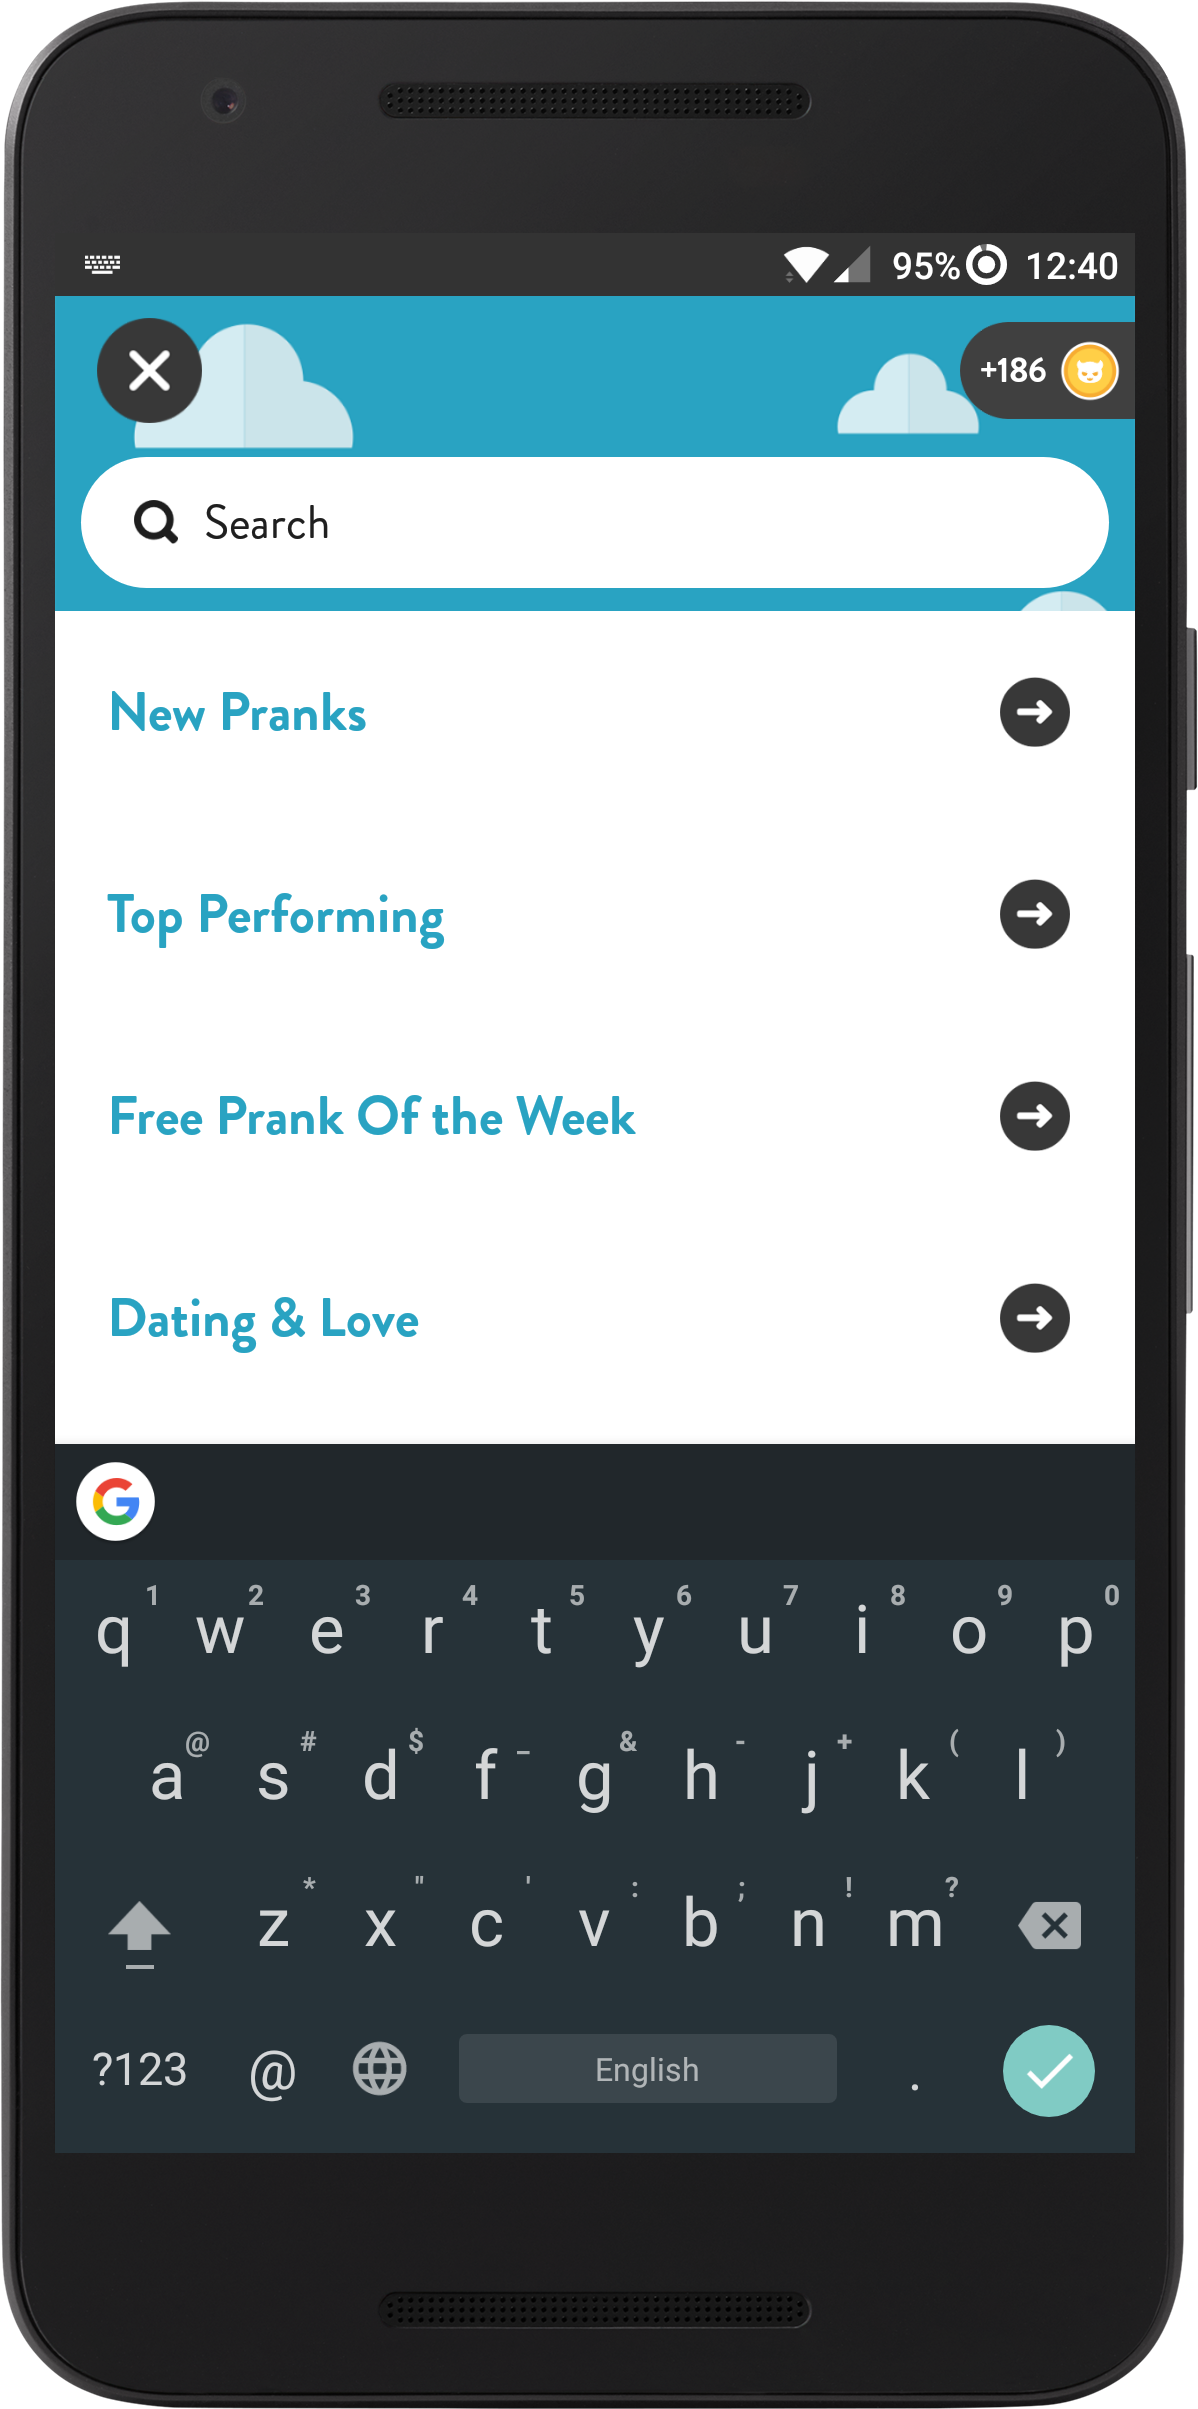 95% 12:40
+186
Search
New Pranks
Top Performing
Free Prank Of the Week
Dating & Love
G
1 2 3 4 5 6 7 8 9 0
q w e r t y u i o p
@ # $ _ & - + ( )
a s d f g h j k l
* " ' : ; ! ?
z x c v b n m
?123 @ English .